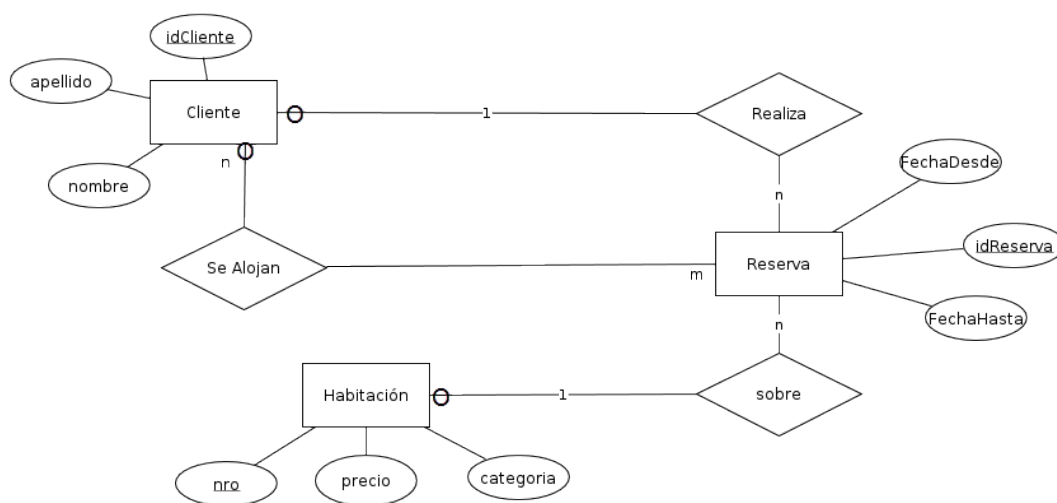 idCliente
apellido
Cliente
1
Realiza
n
nombre
FechaDesde
n
Se Alojan
m
Reserva
idReserva
FechaHasta
n
Habitación
1
sobre
nro
precio
categoria